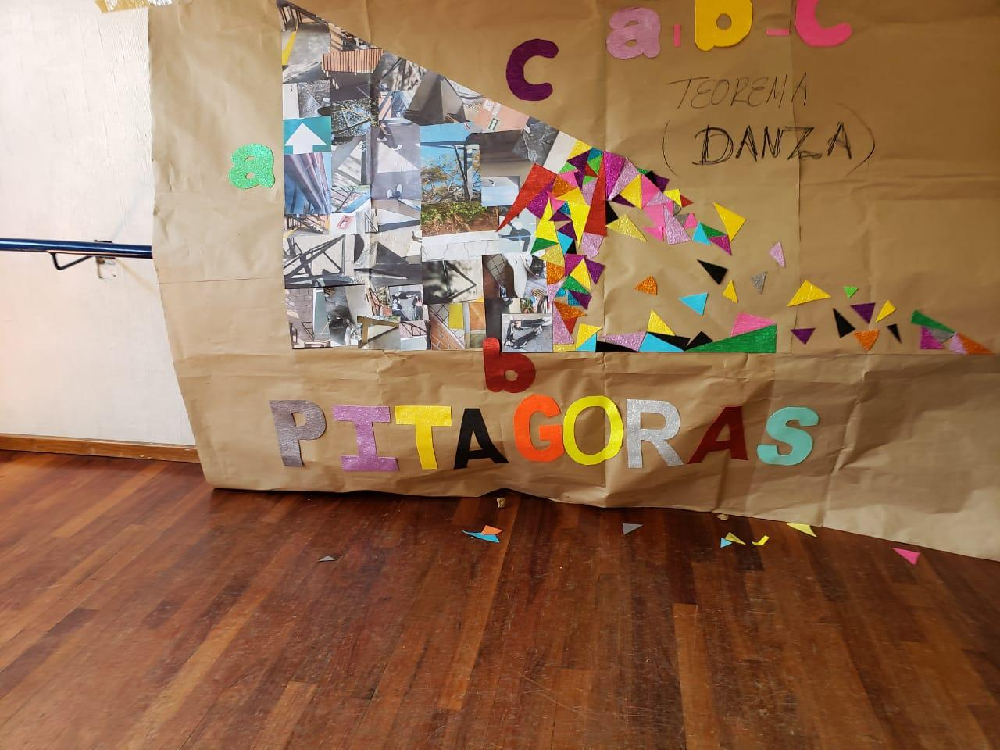 a - b - c
c
TEOREMA
(DANZA)
a
b
PITAGORAS